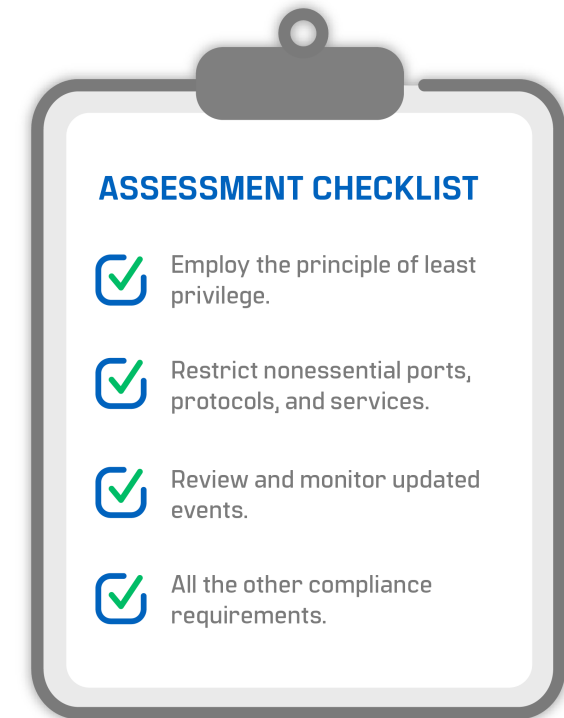 ASSESSMENT CHECKLIST
Employ the principle of least
privilege.
Restrict nonessential ports,
protocols, and services.
Review and monitor updated
events.
All the other compliance
requirements.